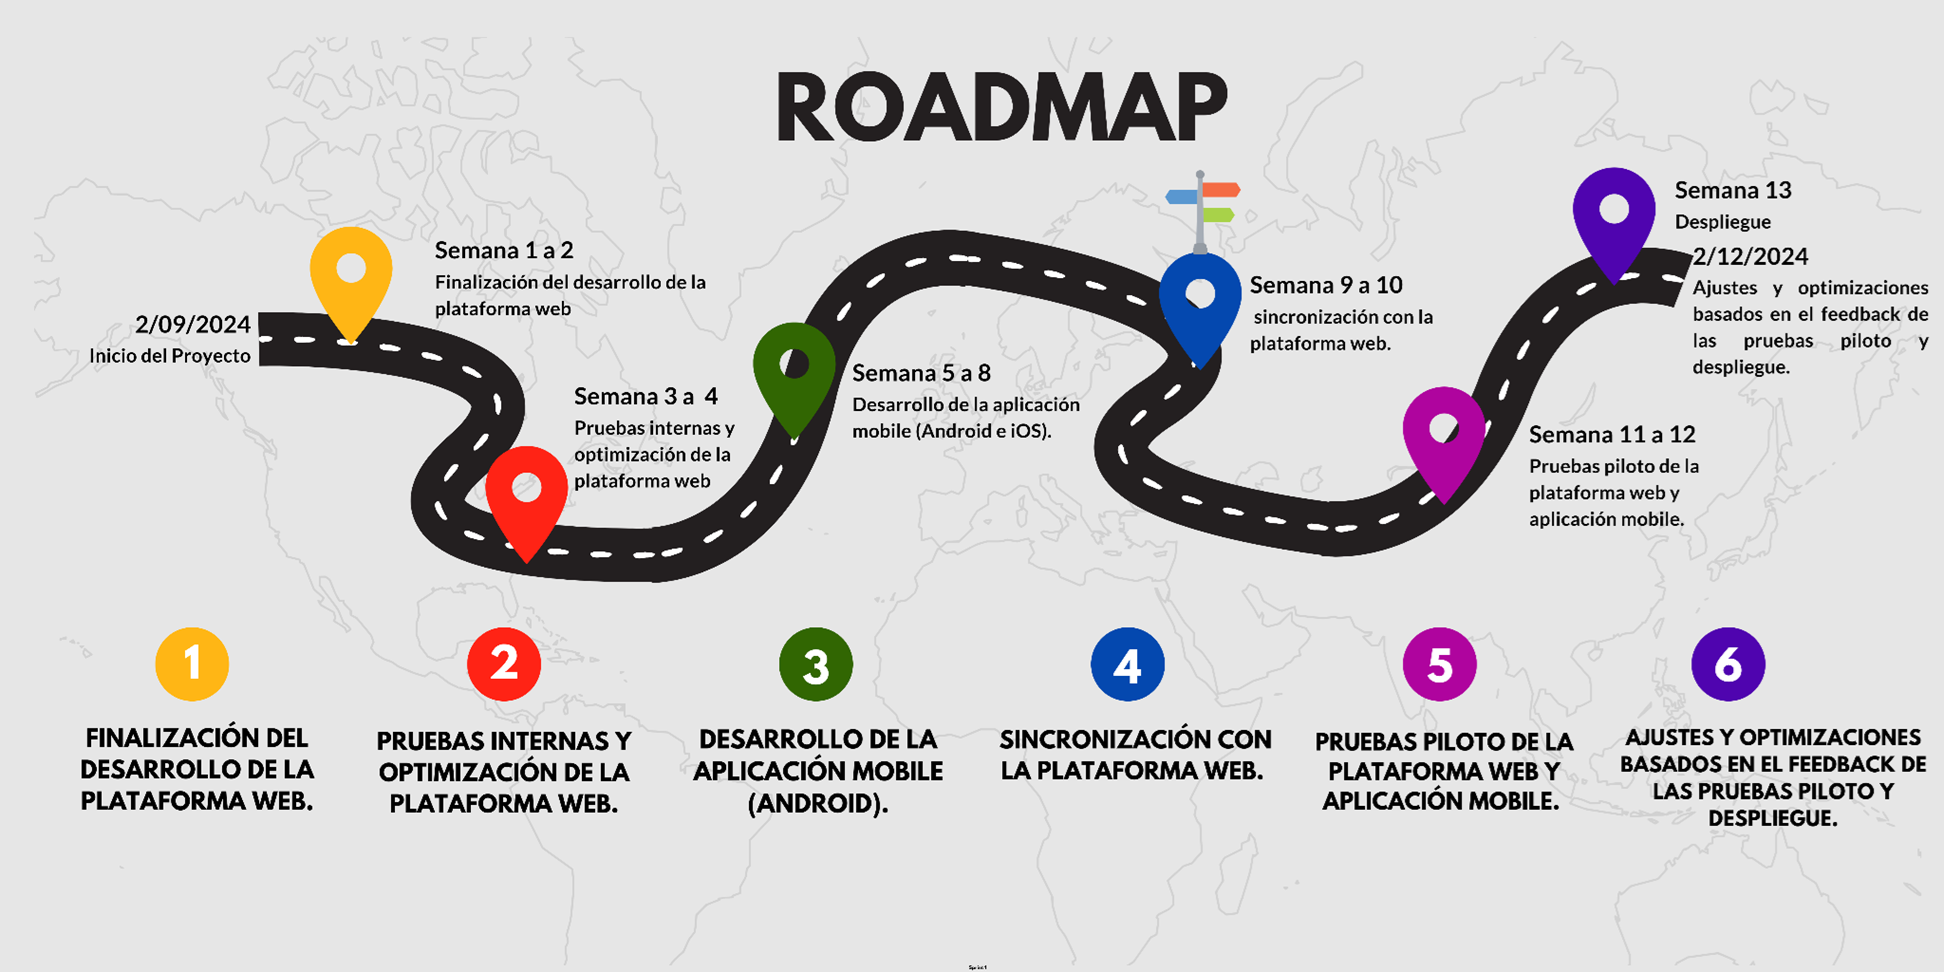 ROADMAP
2/09/2024
Inicio del Proyecto
Semana 1 a 2
Finalización del desarrollo de la
plataforma web
Semana 3 a 4
Pruebas internas y
optimización de la
plataforma web
Semana 5 a 8
Desarrollo de la aplicación
mobile (Android e iOS).
Semana 9 a 10
sincronización con la
plataforma web.
Semana 11 a 12
Pruebas piloto de la
plataforma web y
aplicación mobile.
Semana 13
Despliegue
2/12/2024
Ajustes y optimizaciones
basados en el feedback de
las pruebas piloto y
despliegue.
1
FINALIZACIÓN DEL
DESARROLLO DE LA
PLATAFORMA WEB.
2
PRUEBAS INTERNAS Y
OPTIMIZACIÓN DE LA
PLATAFORMA WEB.
3
DESARROLLO DE LA
APLICACIÓN MOBILE
(ANDROID).
4
SINCRONIZACIÓN CON
LA PLATAFORMA WEB.
5
PRUEBAS PILOTO DE LA
PLATAFORMA WEB Y
APLICACIÓN MOBILE.
6
AJUSTES Y OPTIMIZACIONES
BASADOS EN EL FEEDBACK DE
LAS PRUEBAS PILOTO Y
DESPLIEGUE.
Sprint 1